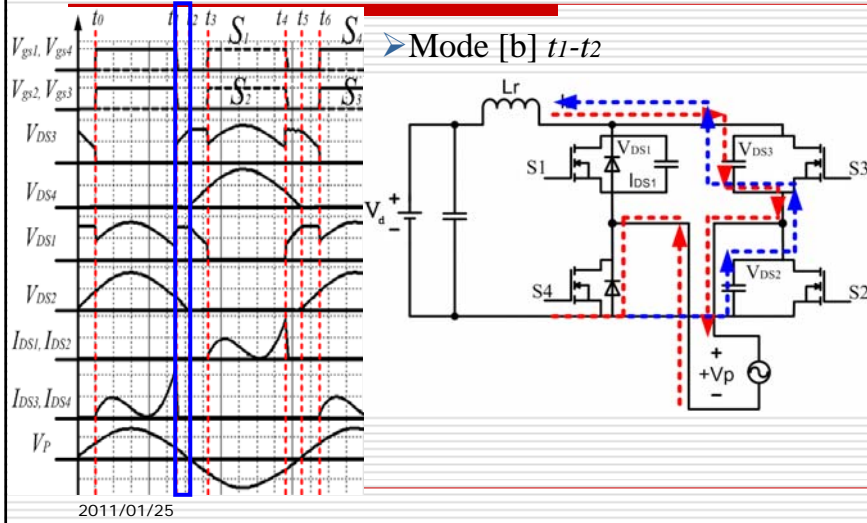 t0 t1 t2 t3 t4 t5 t6
Vgs1, Vgs4 S1 S4
Vgs2, Vgs3 S2 S3
VDS3
VDS4
VDS1
VDS2
IDS1, IDS2
IDS3, IDS4
VP
2011/01/25
➢Mode [b] t1-t2
Lr
S1 VDS1 VDS3 S3
IDS1
Vd + −
S4 VDS2 S2
+
+Vp
−